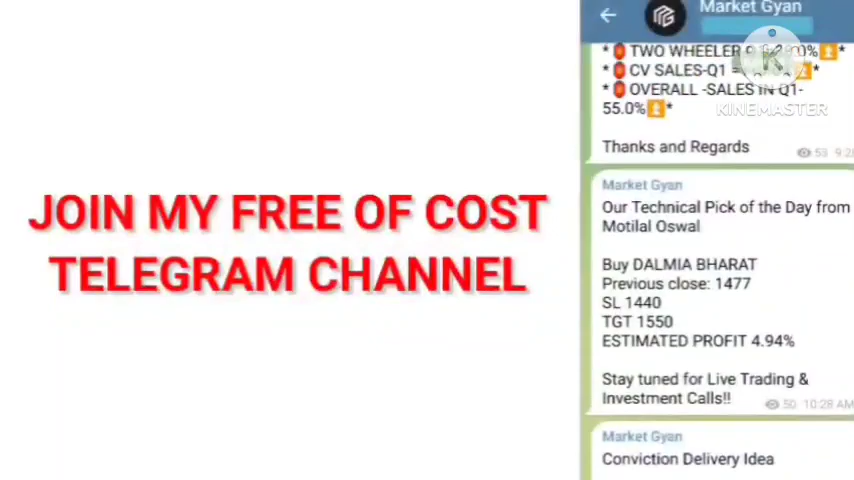 JOIN MY FREE OF COST
TELEGRAM CHANNEL
Market Gyan
KINEMASTER
* TWO WHEELER
* CV SALES-Q1
* OVERALL -SALES IN Q1-
55.0% *
Thanks and Regards
53 9:28
Market Gyan
Our Technical Pick of the Day from
Motilal Oswal
Buy DALMIA BHARAT
Previous close: 1477
SL 1440
TGT 1550
ESTIMATED PROFIT 4.94%
Stay tuned for Live Trading &
Investment Calls!!
50 10:28 AM
Market Gyan
Conviction Delivery Idea